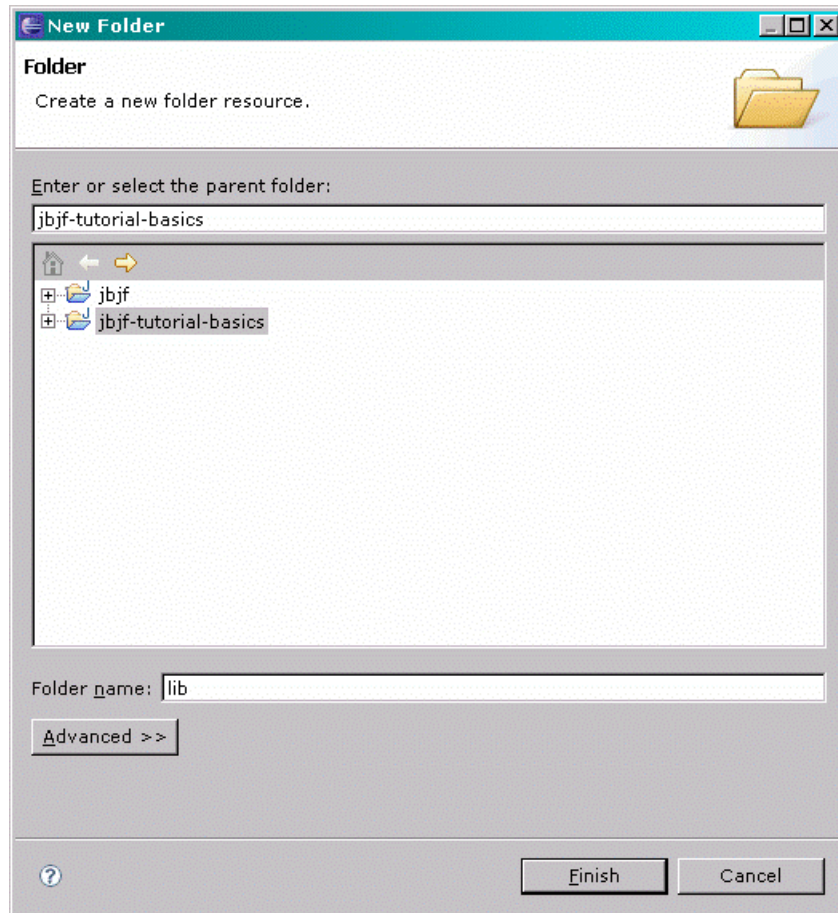 New Folder
Folder
Create a new folder resource.
Enter or select the parent folder:
jbjf-tutorial-basics
jbjf
jbjf-tutorial-basics
Folder name: lib
Advanced >>
Finish Cancel